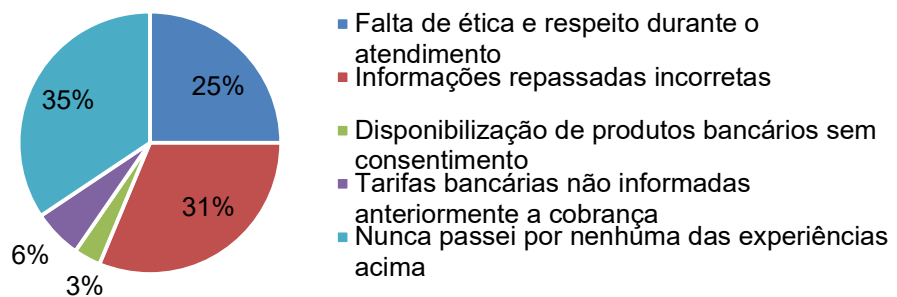 25%
31%
3%
6%
35%
Falta de ética e respeito durante o
atendimento
Informações repassadas incorretas
Disponibilização de produtos bancários sem
consentimento
Tarifas bancárias não informadas
anteriormente a cobrança
Nunca passei por nenhuma das experiências
acima